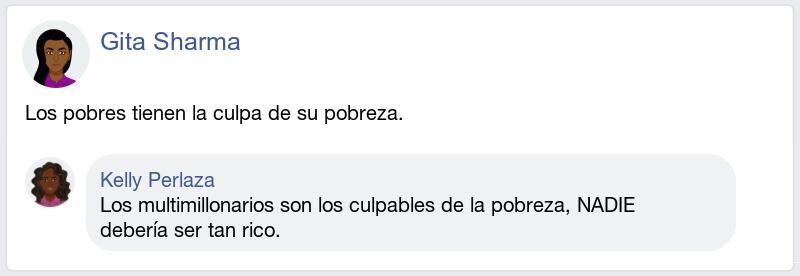 Gita Sharma
Los pobres tienen la culpa de su pobreza.
Kelly Perlaza
Los multimillonarios son los culpables de la pobreza, NADIE
debería ser tan rico.